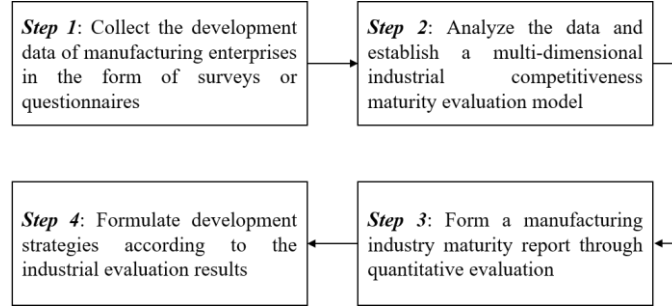 Step 1: Collect the development
data of manufacturing enterprises
in the form of surveys or
questionnaires
Step 2: Analyze the data and
establish a multi-dimensional
industrial competitiveness
maturity evaluation model
Step 3: Form a manufacturing
industry maturity report through
quantitative evaluation
Step 4: Formulate development
strategies according to the
industrial evaluation results